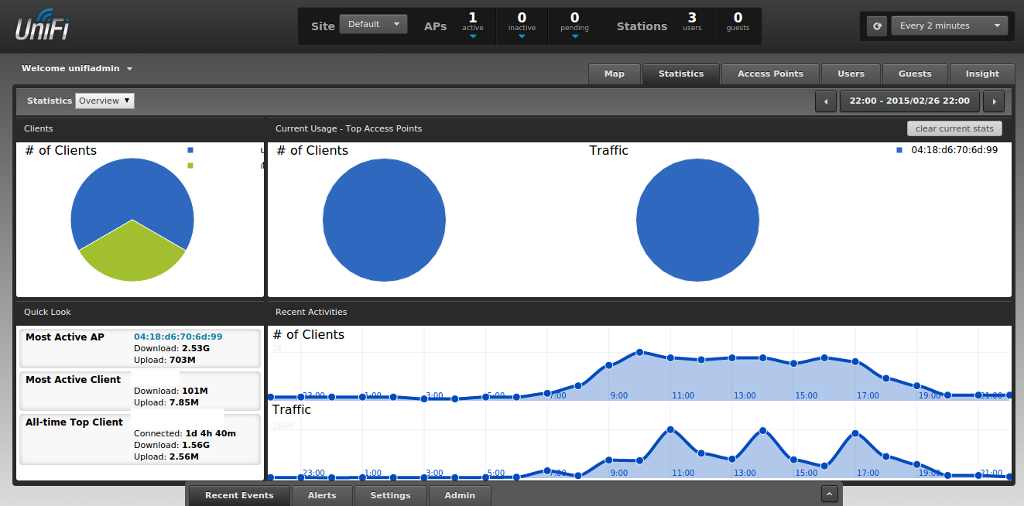 UniFi
Site Default APs 1 active 0 inactive 0 pending Stations 3 users 0 guests Every 2 minutes
Welcome unifiadmin
Map Statistics Access Points Users Guests Insight
Statistics Overview 22:00 - 2015/02/26 22:00
Clients
# of Clients
Current Usage - Top Access Points clear current stats
# of Clients Traffic 04:18:d6:70:6d:99
Quick Look
Most Active AP 04:18:d6:70:6d:99
Download: 2.53G
Upload: 703M
Most Active Client
Download: 101M
Upload: 7.85M
All-time Top Client
Connected: 1d 4h 40m
Download: 1.56G
Upload: 2.56M
Recent Activities
# of Clients
23:00 1:00 3:00 5:00 7:00 9:00 11:00 13:00 15:00 17:00 19:00 21:00
Traffic
23:00 1:00 3:00 5:00 7:00 9:00 11:00 13:00 15:00 17:00 19:00 21:00
Recent Events Alerts Settings Admin